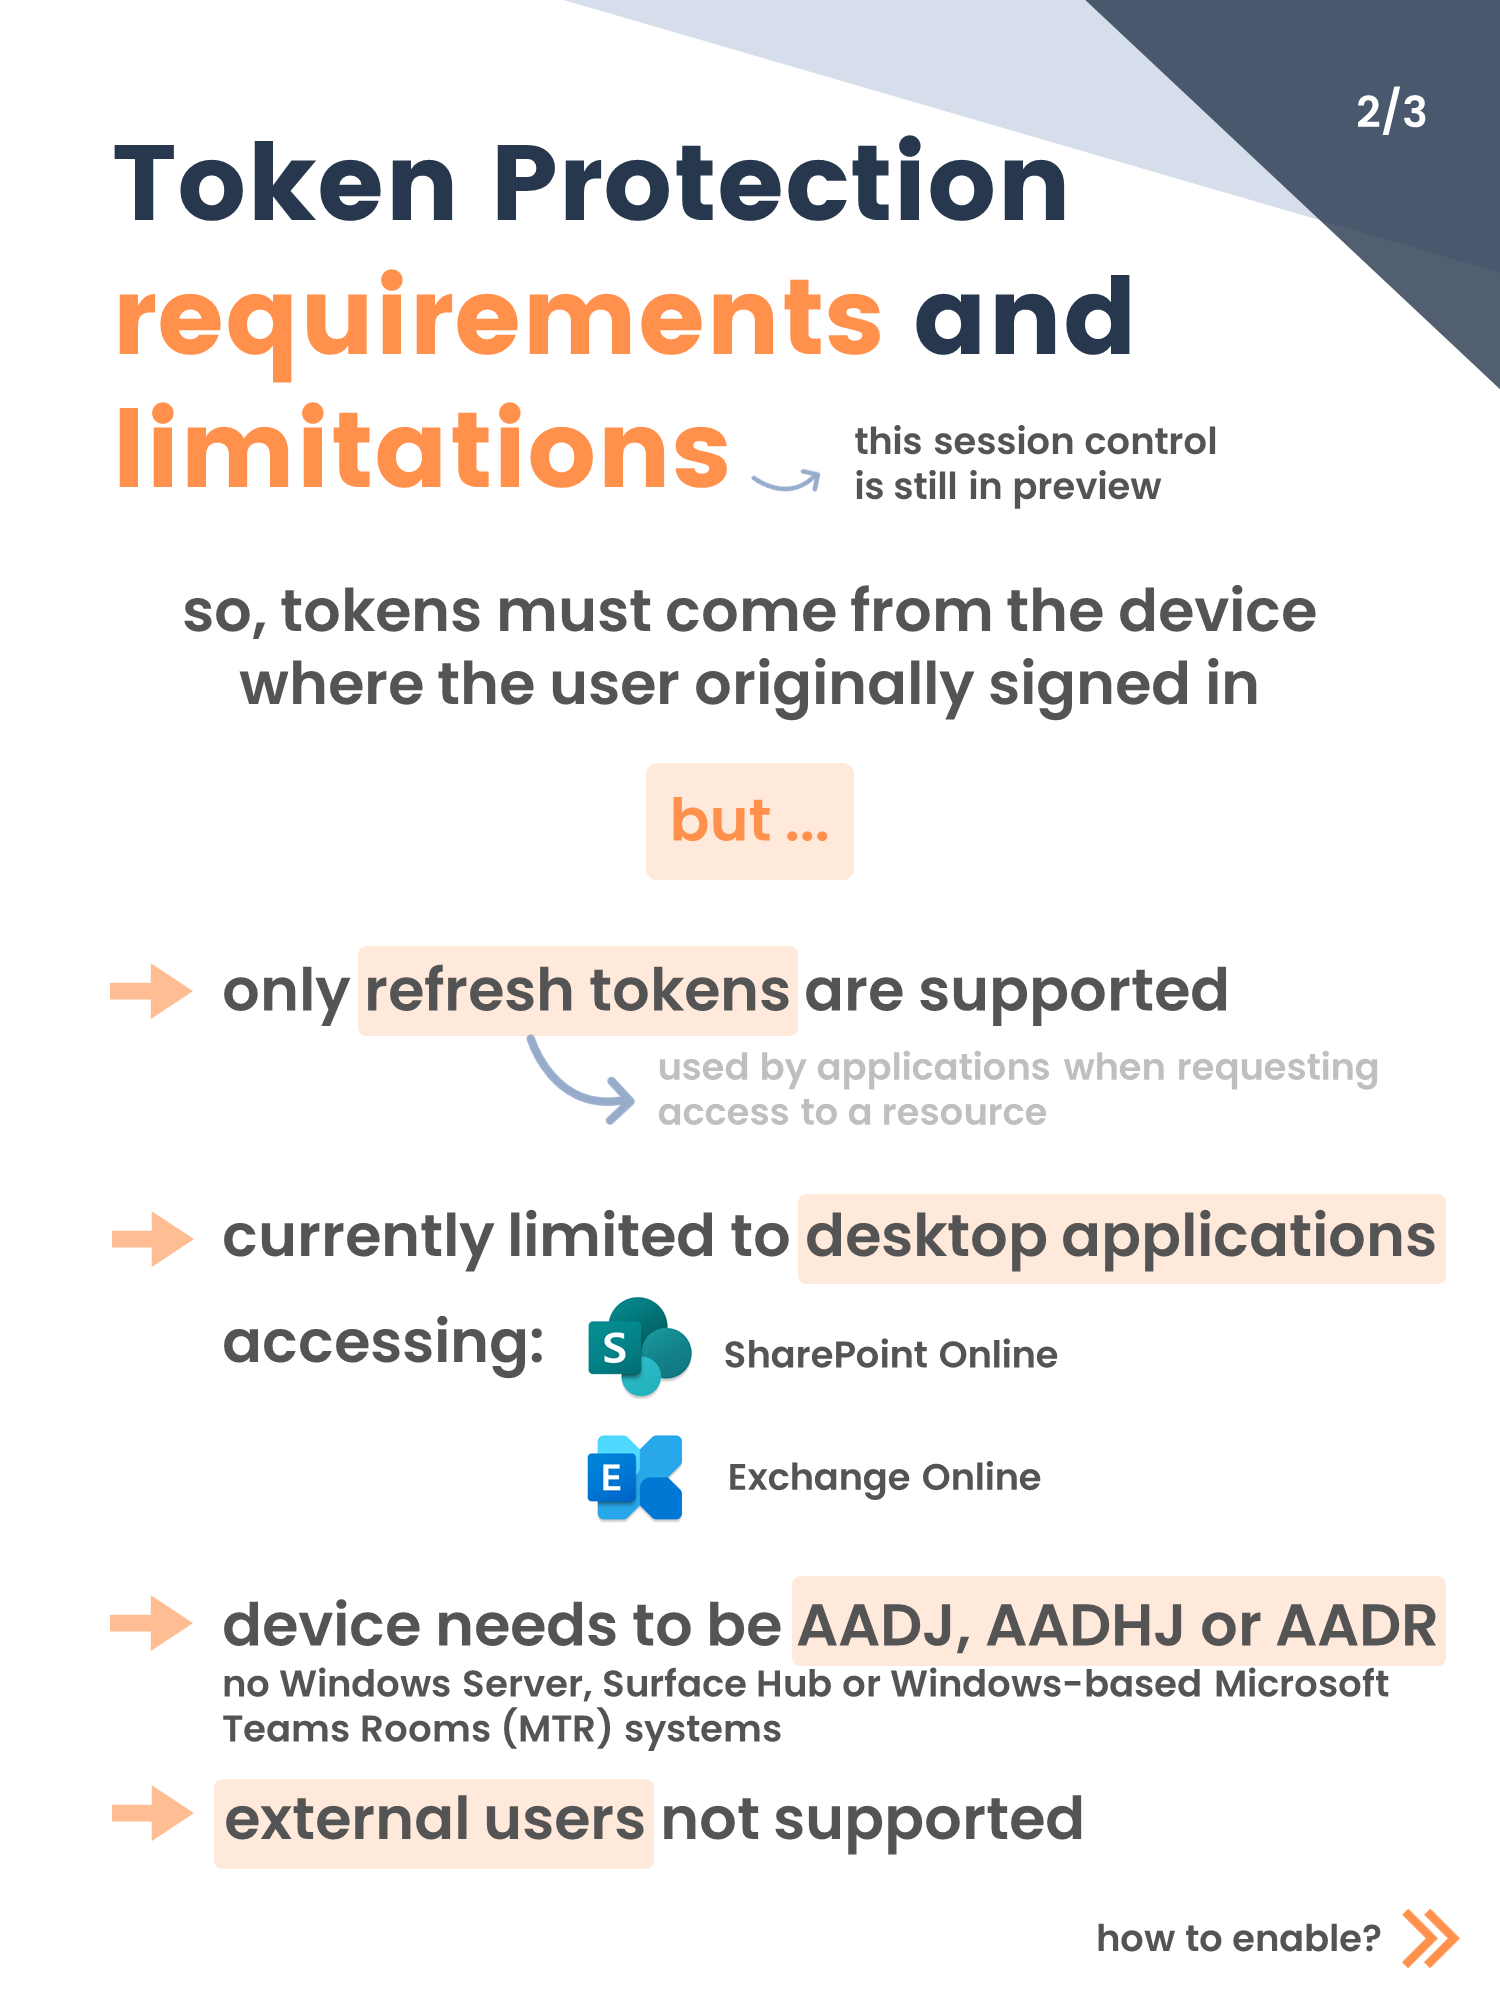 2/3
Token Protection
requirements and
limitations
this session control
is still in preview
so, tokens must come from the device
where the user originally signed in
but ...
only refresh tokens are supported
used by applications when requesting
access to a resource
currently limited to desktop applications
accessing:
S
SharePoint Online
E
Exchange Online
device needs to be AADJ, AADHJ or AADR
no Windows Server, Surface Hub or Windows-based Microsoft
Teams Rooms (MTR) systems
external users not supported
how to enable?